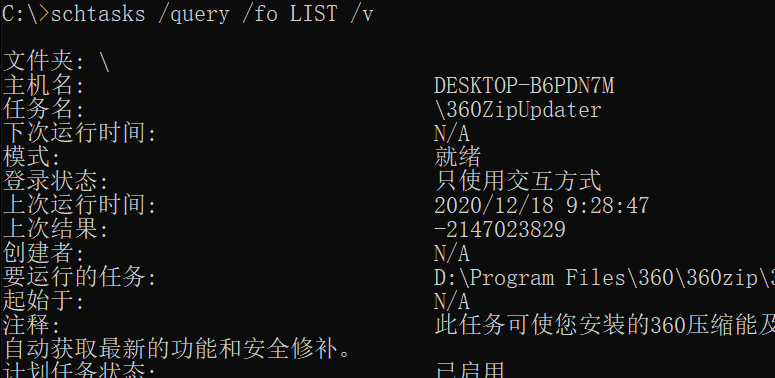 C:\>schtasks /query /fo LIST /v
文件夹: \
主机名: DESKTOP-B6PDN7M
任务名: \360ZipUpdater
下次运行时间: N/A
模式: 就绪
登录状态: 只使用交互方式
上次运行时间: 2020/12/18 9:28:47
上次结果: -2147023829
创建者: N/A
要运行的任务: D:\Program Files\360\360zip\3
起始于: N/A
注释: 此任务可使您安装的360压缩能及
自动获取最新的功能和安全修补。
计划任务状态: 已启用